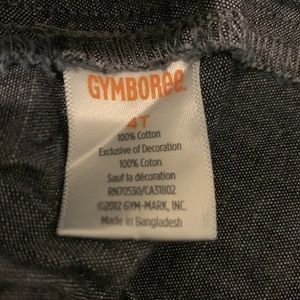 GYMBOREE.
4T
100% Cotton
Exclusive of Decoration
100% Coton
Sauf la décoration
RN70530/CA31802
©2012 GYM-MARK, INC.
Made in Bangladesh